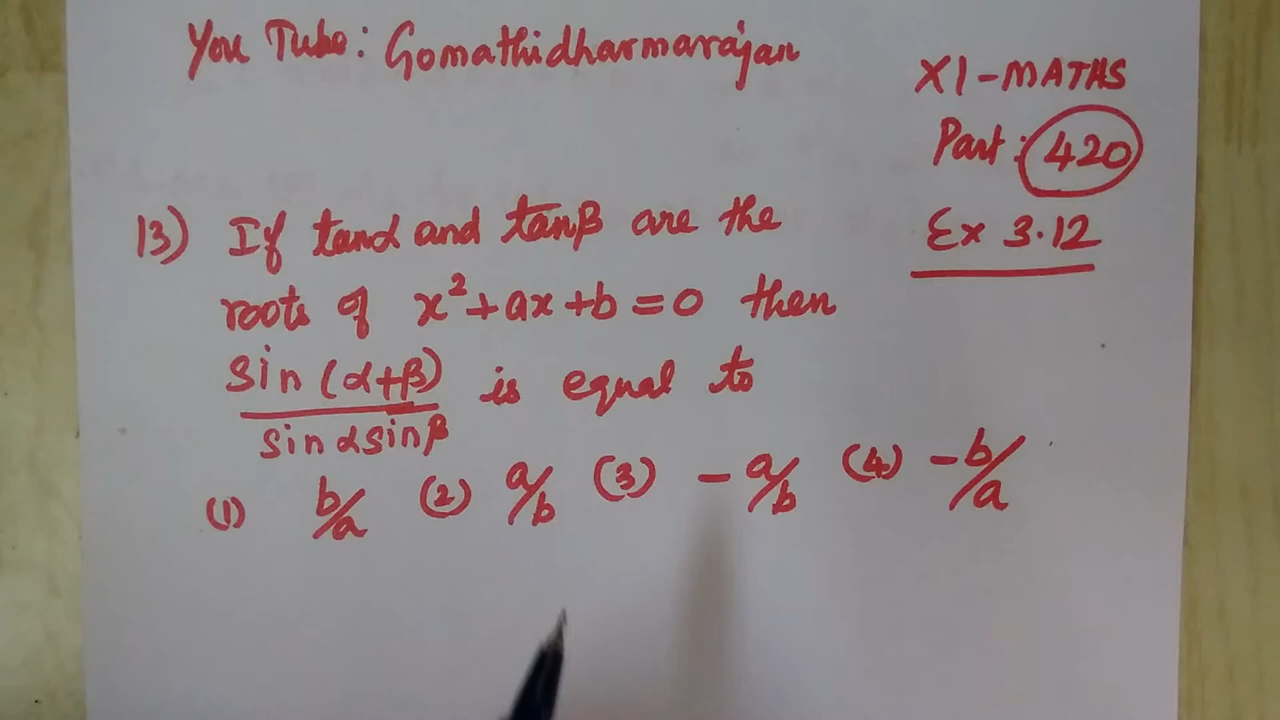 You Tube: Gomathidharmarajan
XI-MATHS
Part: 420
Ex 3.12
13) If tanα and tanβ are the
roots of x²+ax+b=0 then
sin(α+β)/sinαsinβ is equal to
(1) b/a (2) a/b (3) -a/b (4) -b/a